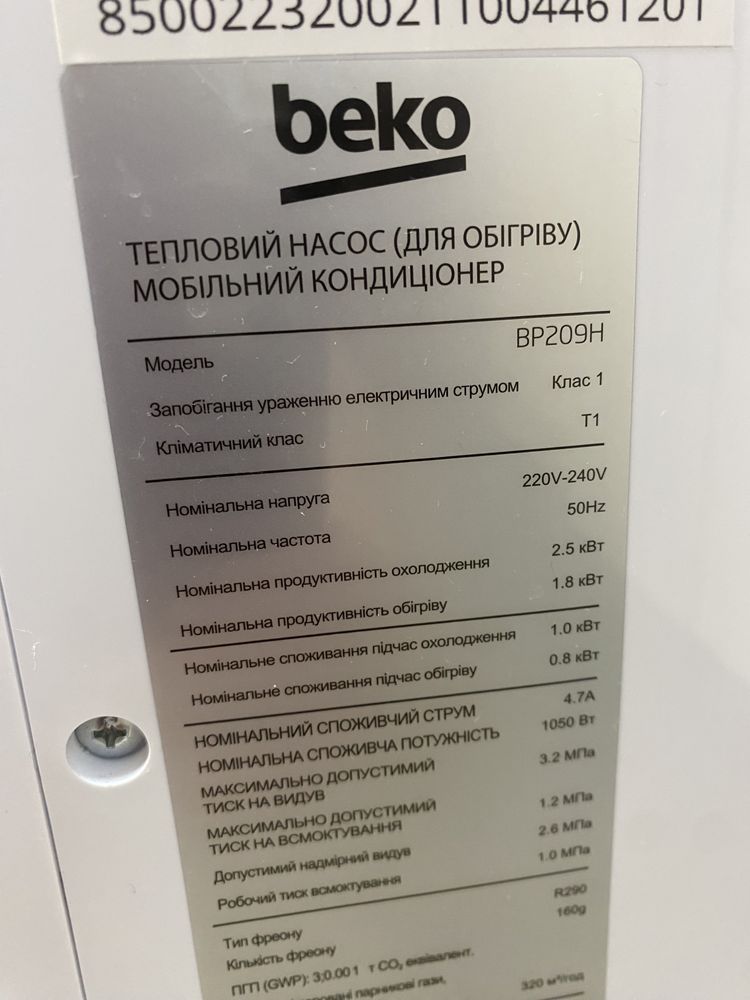 beko
ТЕПЛОВИЙ НАСОС (ДЛЯ ОБІГРІВУ)
МОБІЛЬНИЙ КОНДИЦІОНЕР
Модель BP209H
Запобігання ураженню електричним струмом Клас 1
Кліматичний клас T1
Номінальна напруга 220V-240V
Номінальна частота 50Hz
Номінальна продуктивність охолодження 2.5 кВт
Номінальна продуктивність обігріву 1.8 кВт
Номінальне споживання підчас охолодження 1.0 кВт
Номінальне споживання підчас обігріву 0.8 кВт
НОМІНАЛЬНИЙ СПОЖИВЧИЙ СТРУМ 4.7A
НОМІНАЛЬНА СПОЖИВЧА ПОТУЖНІСТЬ 1050 Вт
МАКСИМАЛЬНО ДОПУСТИМИЙ 3.2 МПа
ТИСК НА ВИДУВ
МАКСИМАЛЬНО ДОПУСТИМИЙ 1.2 МПа
ТИСК НА ВСМОКТУВАННЯ
Допустимий надмірний видув 2.6 МПа
Робочий тиск всмоктування 1.0 МПа
Тип фреону R290
Кількість фреону 160g
ПГП (GWP): 3;0.001 т CO₂ еквівалент.
парникові гази, 320 м³/год